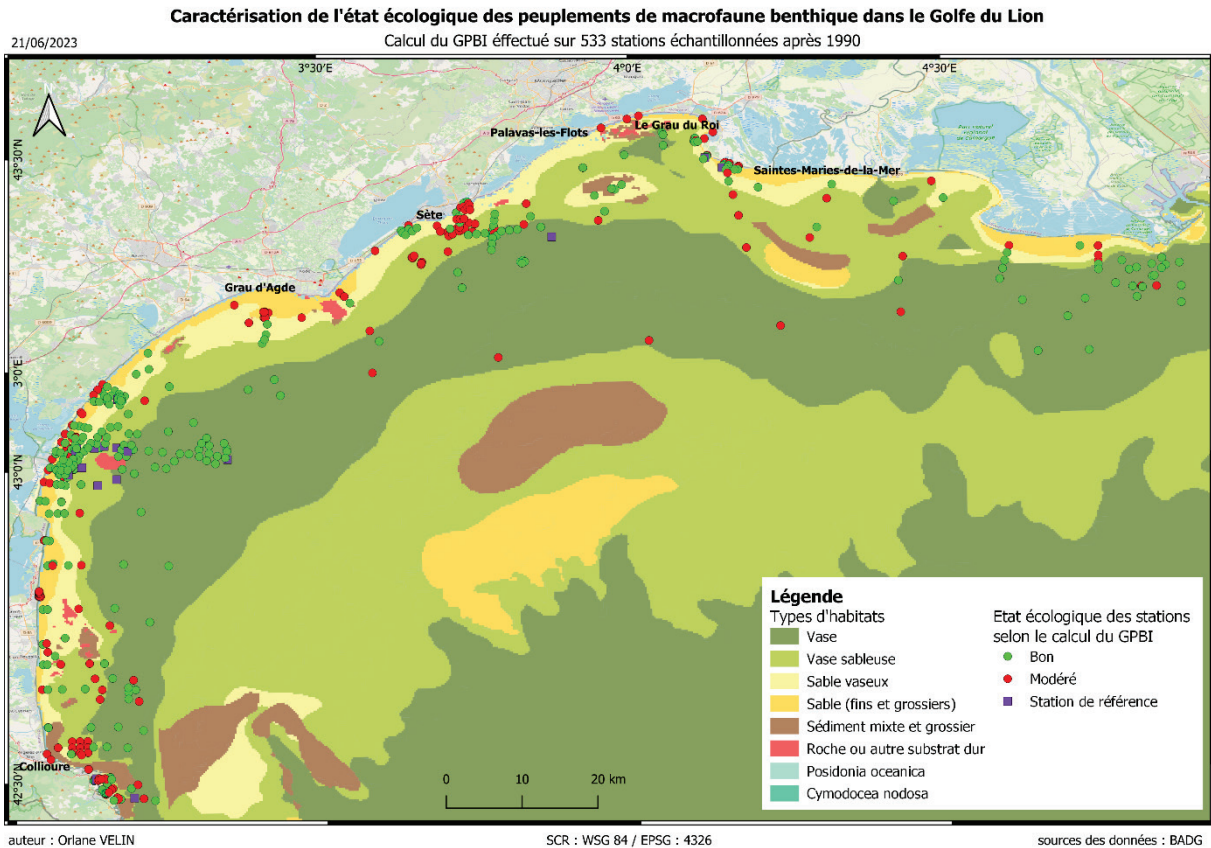 Caractérisation de l'état écologique des peuplements de macrofaune benthique dans le Golfe du Lion
21/06/2023
Calcul du GPBI éffectué sur 533 stations échantillonnées après 1990
3°30'E
4°0'E
4°30'E
Palavas-les-Flots
Le Grau du Roi
43°30'N
Saintes-Maries-de-la-Mer
Sète
Grau d'Agde
3°0'E
43°0'N
Légende
Types d'habitats
Vase
Vase sableuse
Sable vaseux
Sable (fins et grossiers)
Sédiment mixte et grossier
Roche ou autre substrat dur
Posidonia oceanica
Cymodocea nodosa
Etat écologique des stations
selon le calcul du GPBI
Bon
Modéré
Station de référence
Collioure
42°30'N
0 10 20 km
auteur : Orlane VELIN
SCR : WSG 84 / EPSG : 4326
sources des données : BADG